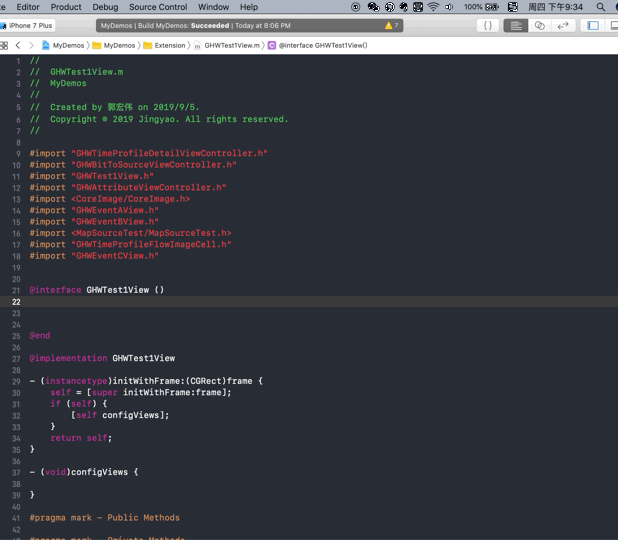 te Editor Product Debug Source Control Window Help 100% 周四 下午9:34
iPhone 7 Plus MyDemos | Build MyDemos: Succeeded | Today at 8:06 PM ?
MyDemos MyDemos Extension m GHWTest1View.m C @interface GHWTest1View()
1 //
2 //  GHWTest1View.m
3 //  MyDemos
4 //
5 //  Created by 郭宏伟 on 2019/9/5.
6 //  Copyright © 2019 Jingyao. All rights reserved.
7 //
8
9 #import "GHWTimeProfileDetailViewController.h"
10 #import "GHWBitToSourceViewController.h"
11 #import "GHWTest1View.h"
12 #import "GHWAttributeViewController.h"
13 #import <CoreImage/CoreImage.h>
14 #import "GHWEventAView.h"
15 #import "GHWEventBView.h"
16 #import <MapSourceTest/MapSourceTest.h>
17 #import "GHWTimeProfileFlowImageCell.h"
18 #import "GHWEventCView.h"
19
20
21 @interface GHWTest1View ()
22
23
24
25 @end
26
27 @implementation GHWTest1View
28
29 - (instancetype)initWithFrame:(CGRect)frame {
30     self = [super initWithFrame:frame];
31     if (self) {
32         [self configViews];
33     }
34     return self;
35 }
36
37 - (void)configViews {
38
39 }
40
41 #pragma mark - Public Methods
42
43 #pragma mark - Private Methods